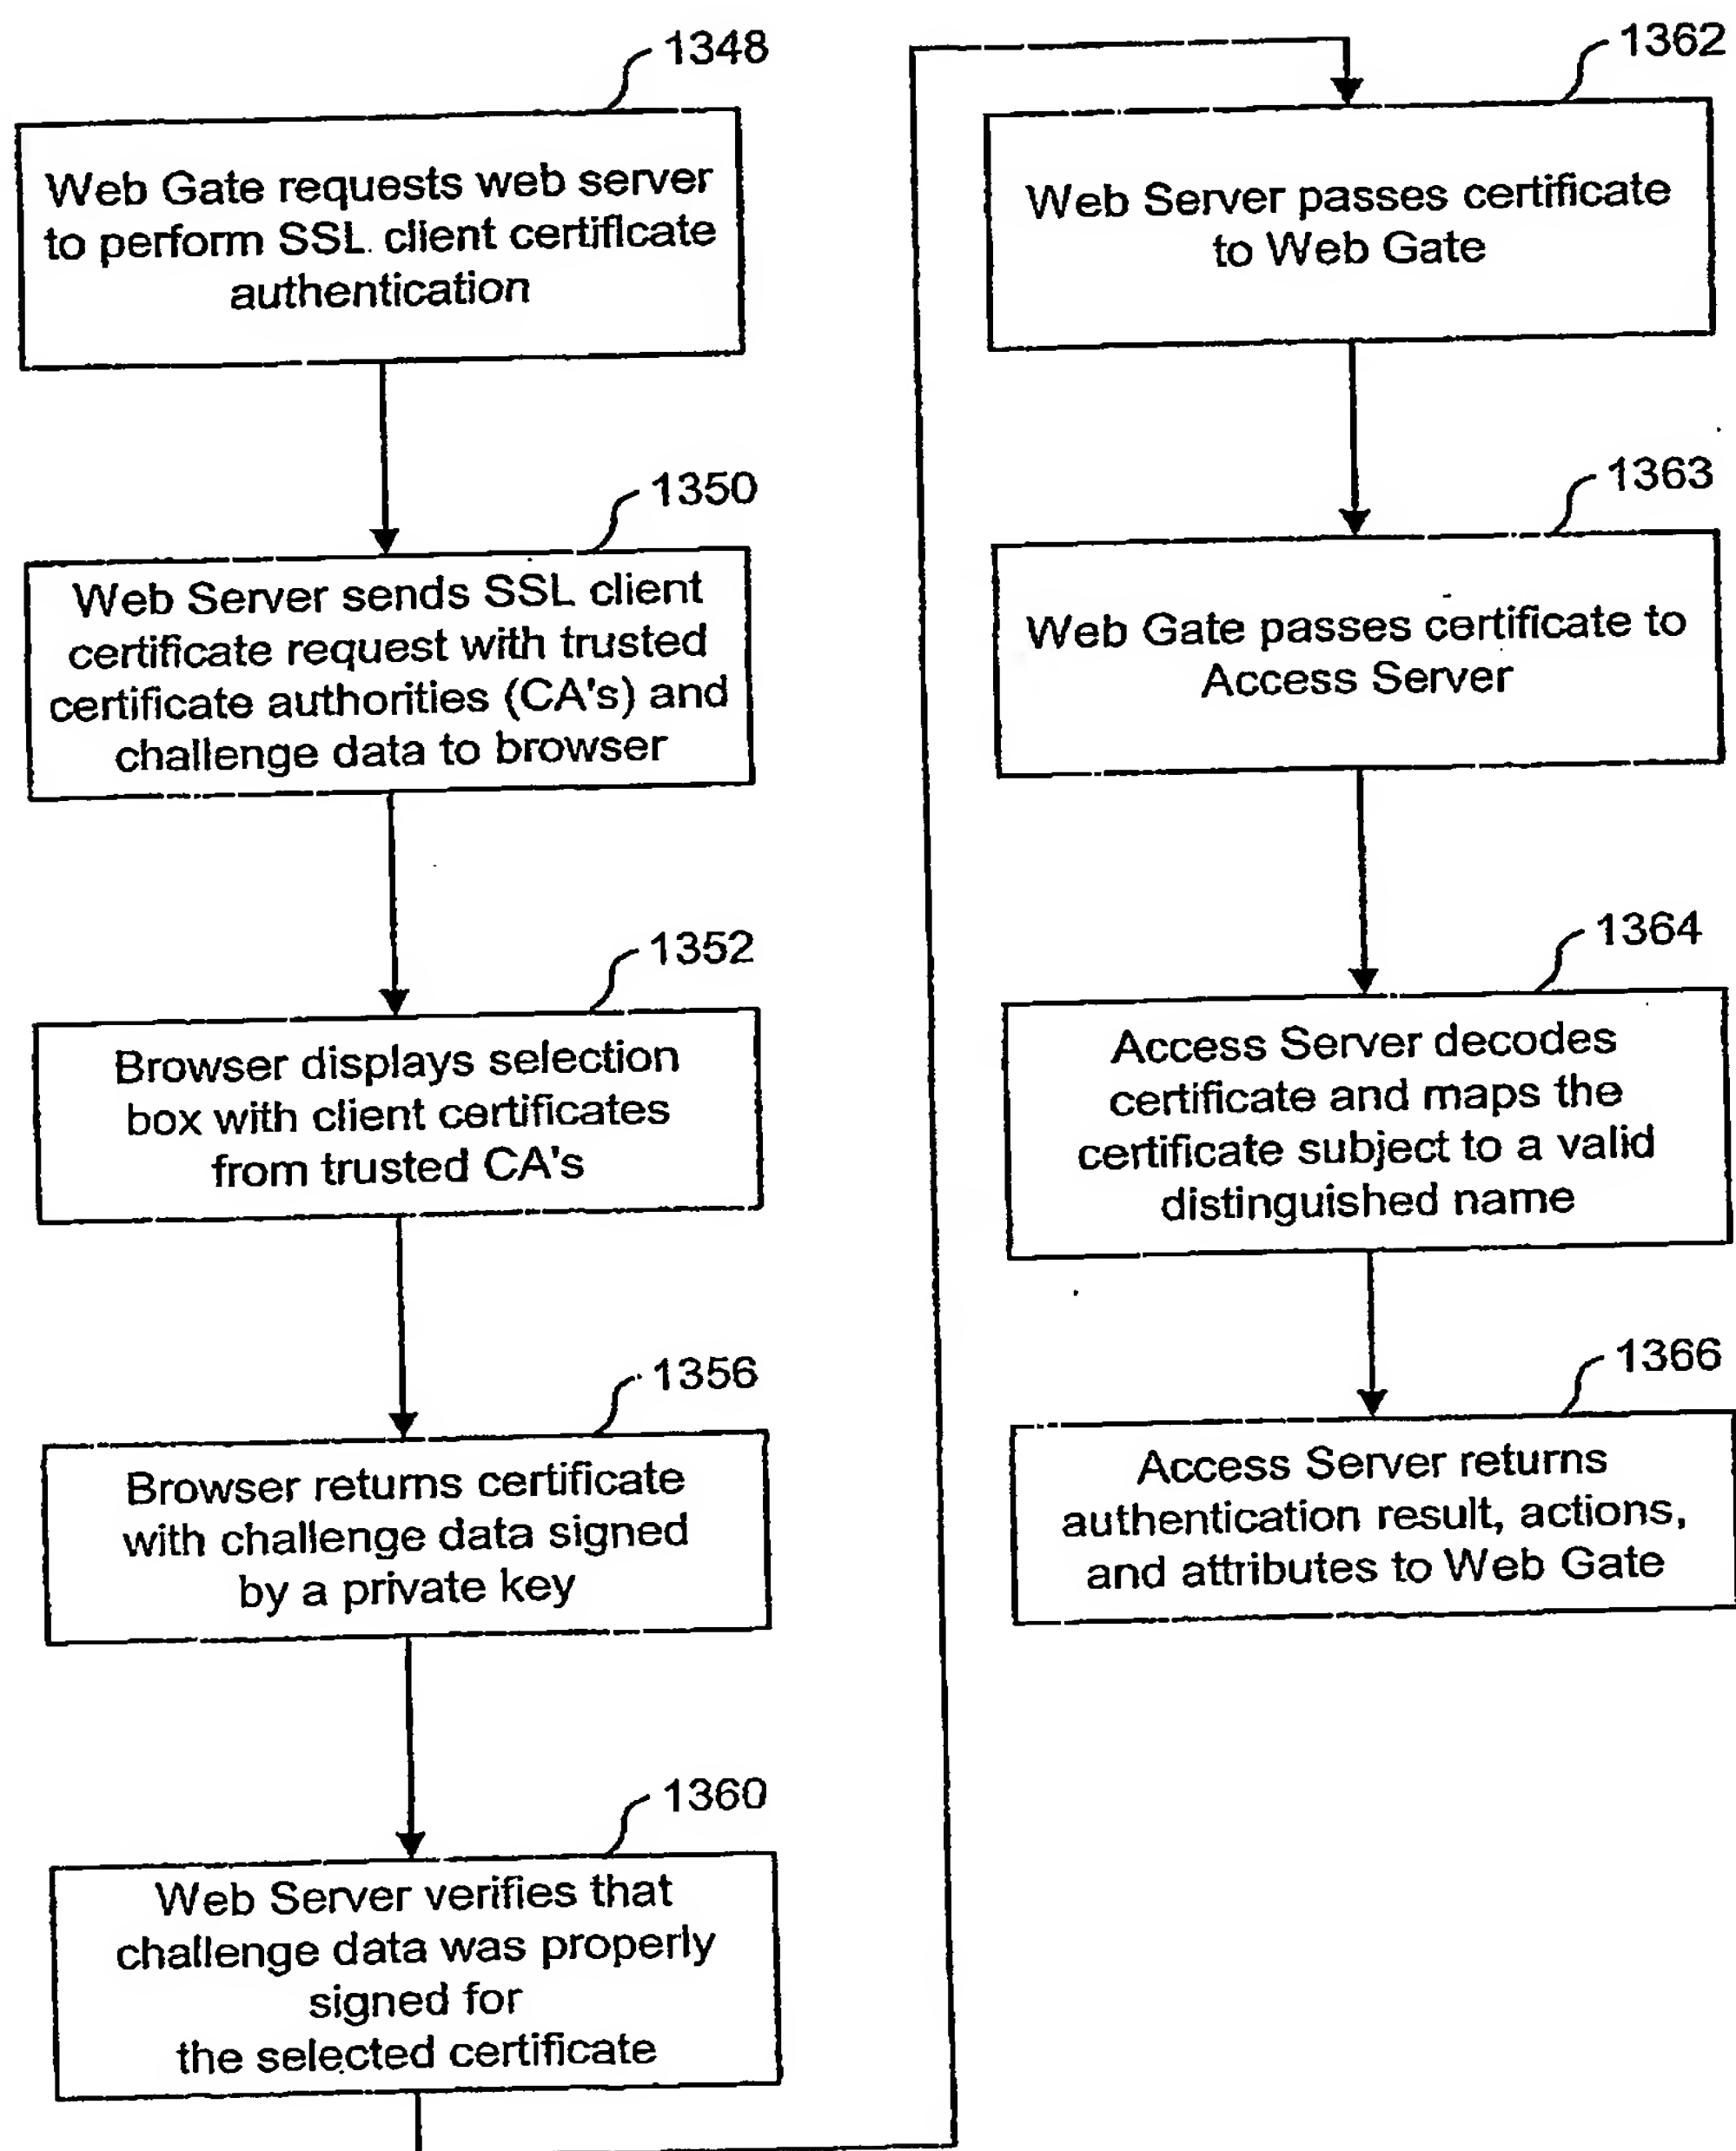 1348
Web Gate requests web server
to perform SSL client certificate
authentication
1350
Web Server sends SSL client
certificate request with trusted
certificate authorities (CA's) and
challenge data to browser
1352
Browser displays selection
box with client certificates
from trusted CA's
1356
Browser returns certificate
with challenge data signed
by a private key
1360
Web Server verifies that
challenge data was properly
signed for
the selected certificate
1362
Web Server passes certificate
to Web Gate
1363
Web Gate passes certificate to
Access Server
1364
Access Server decodes
certificate and maps the
certificate subject to a valid
distinguished name
1366
Access Server returns
authentication result, actions,
and attributes to Web Gate